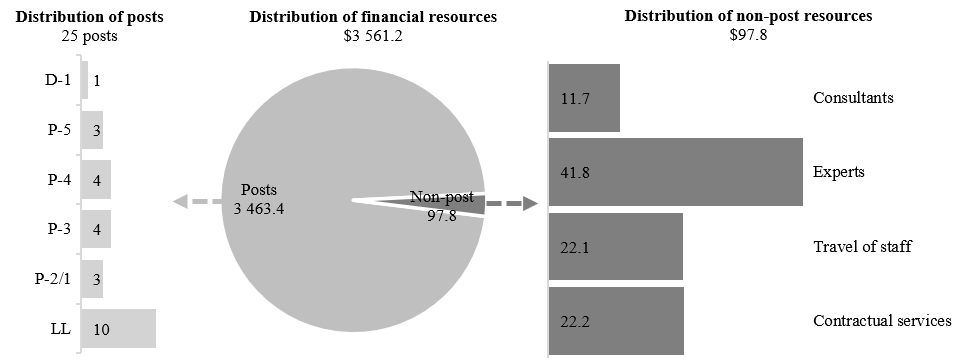 Distribution of posts
25 posts
D-1 1
P-5 3
P-4 4
P-3 4
P-2/1 3
LL 10
Distribution of financial resources
$3 561.2
Posts
3 463.4
Non-post
97.8
Distribution of non-post resources
$97.8
11.7 Consultants
41.8 Experts
22.1 Travel of staff
22.2 Contractual services